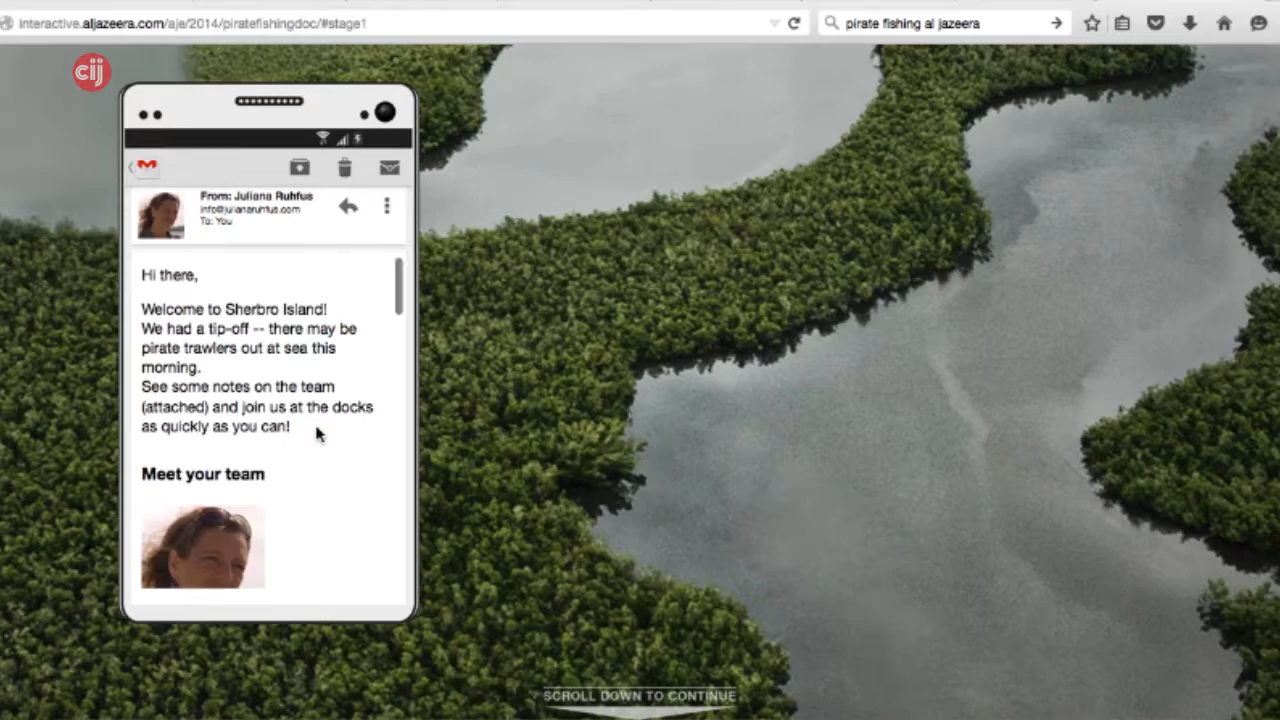 interactive.aljazeera.com/aje/2014/piratefishingdoc/#stage1
pirate fishing al jazeera
cij
From: Juliana Ruhfus
info@julianaruhfus.com
To: You
Hi there,
Welcome to Sherbro Island!
We had a tip-off -- there may be
pirate trawlers out at sea this
morning.
See some notes on the team
(attached) and join us at the docks
as quickly as you can!
Meet your team
SCROLL DOWN TO CONTINUE